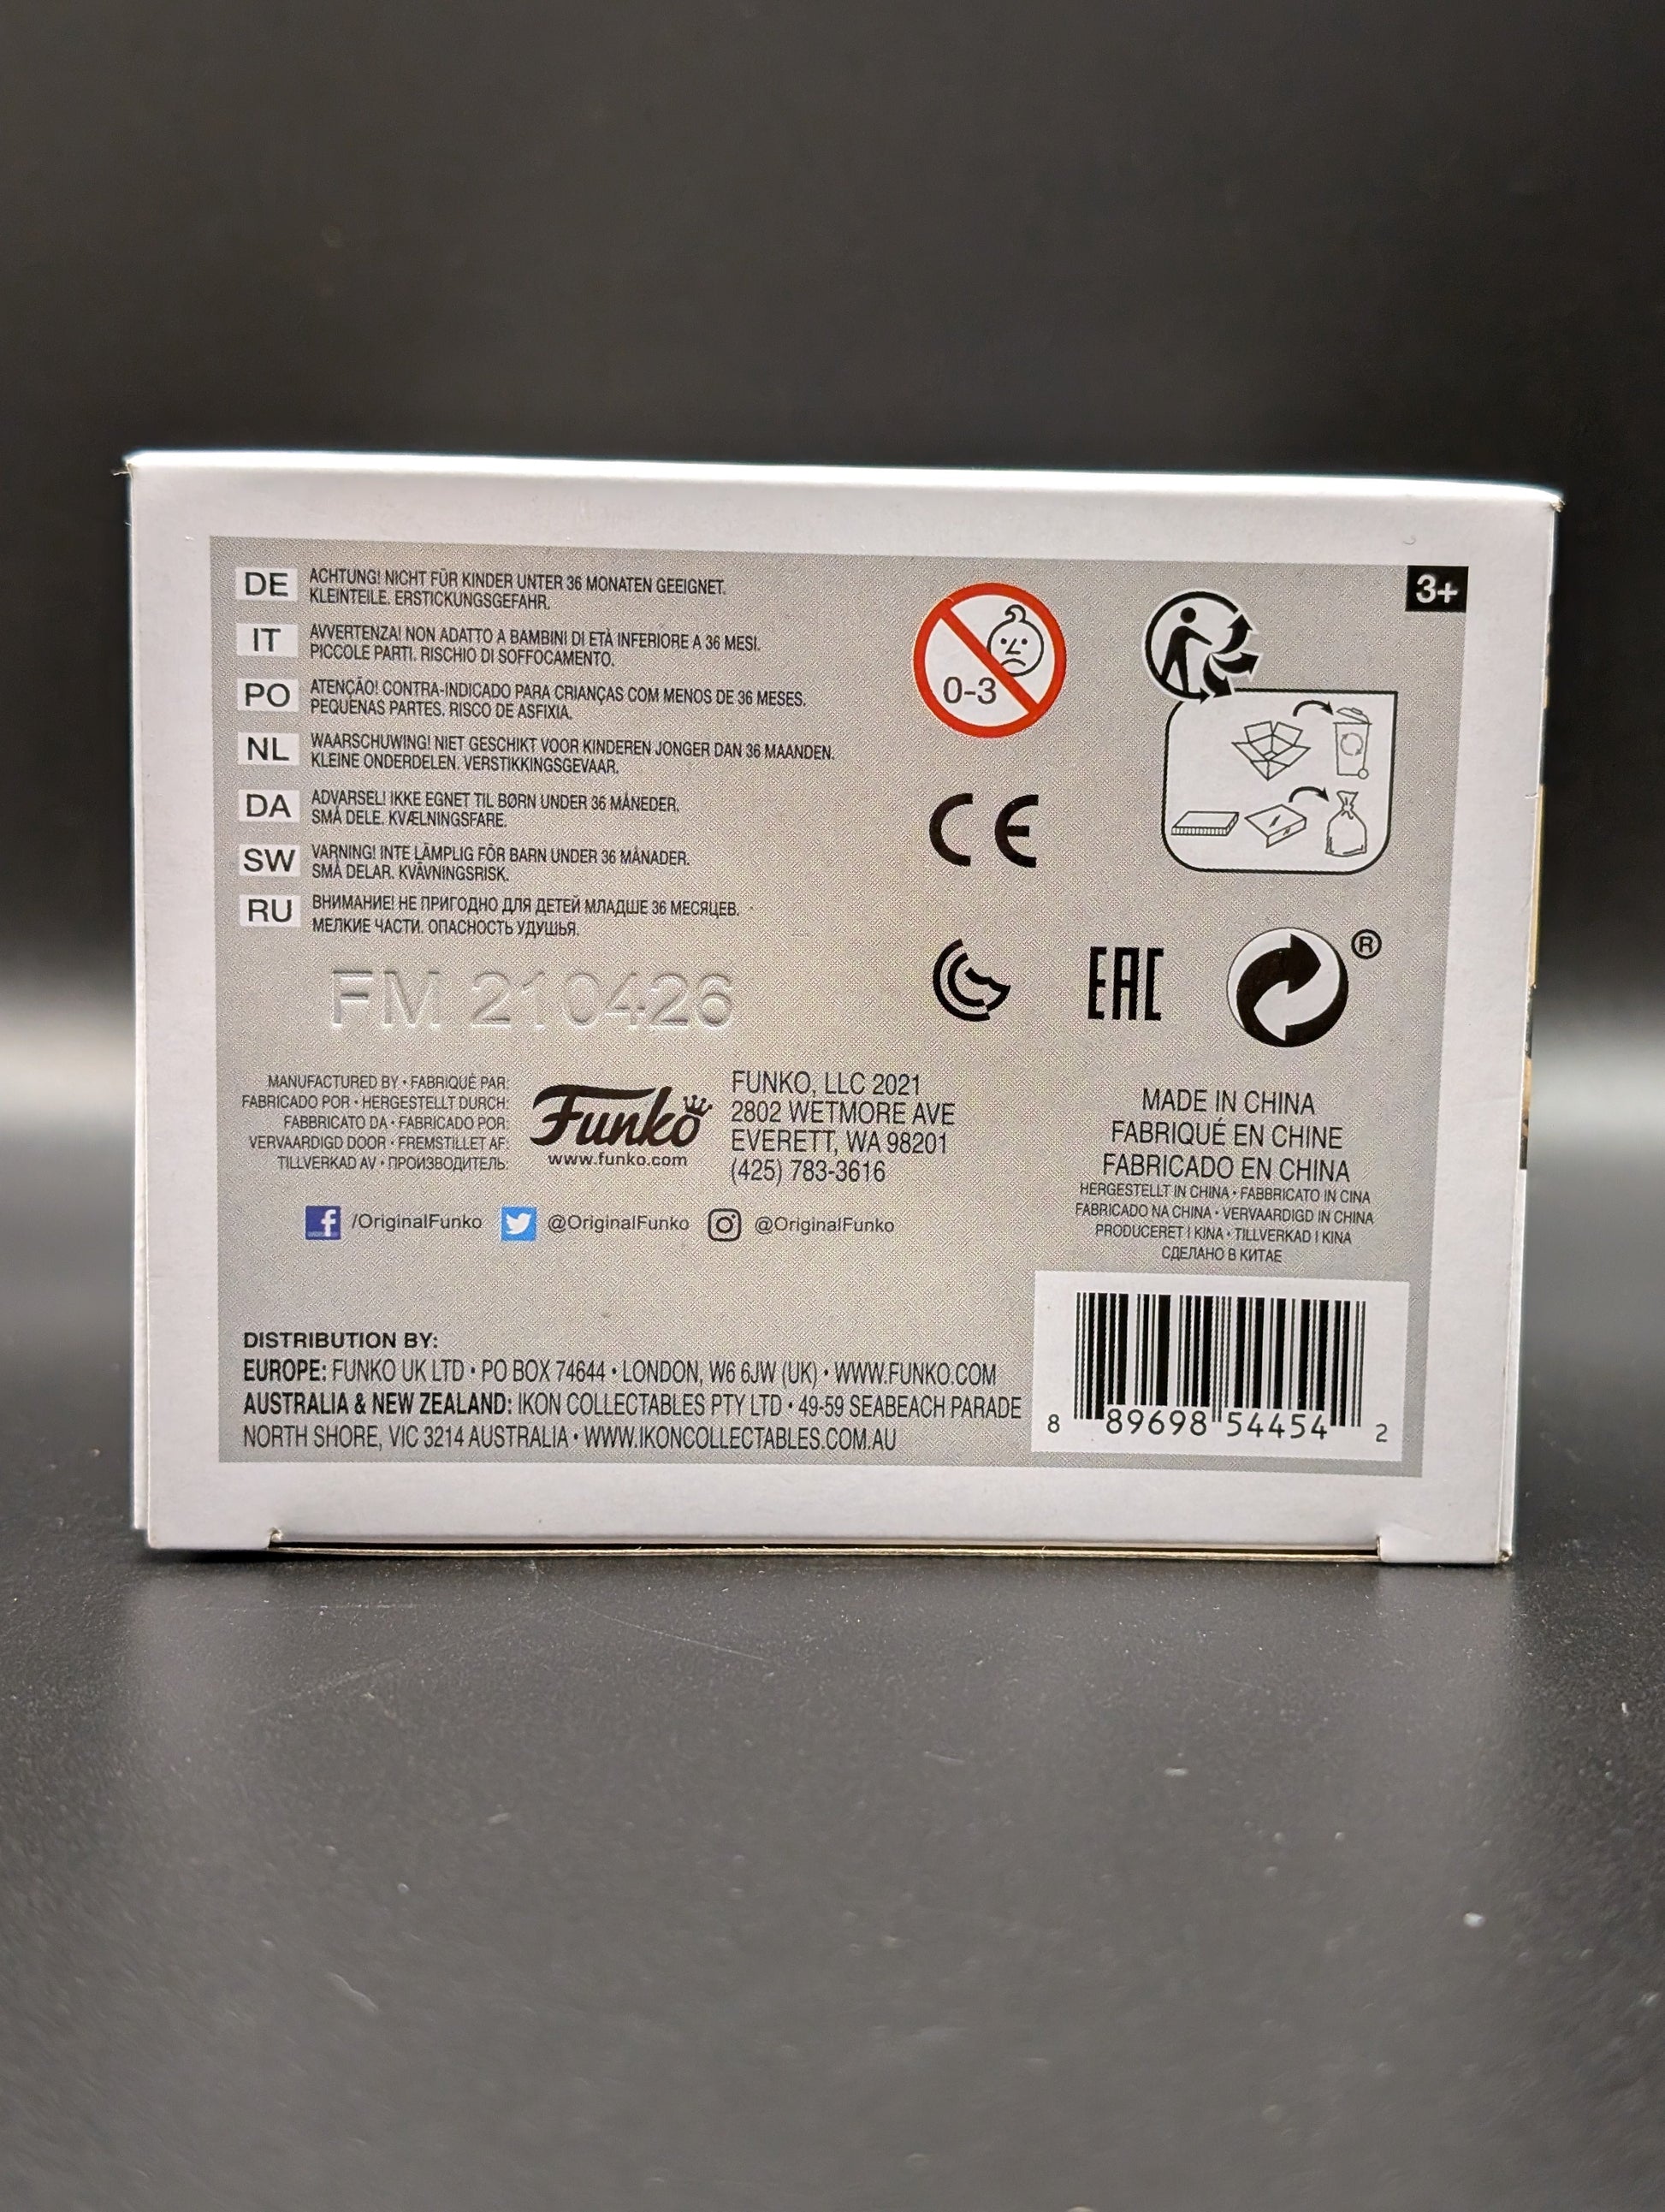 DE ACHTUNG! NICHT FÜR KINDER UNTER 36 MONATEN GEEIGNET.
KLEINTEILE. ERSTICKUNGSGEFAHR.
IT AVVERTENZA! NON ADATTO A BAMBINI DI ETÀ INFERIORE A 36 MESI.
PICCOLE PARTI. RISCHIO DI SOFFOCAMENTO.
PO ATENÇÃO! CONTRA-INDICADO PARA CRIANÇAS COM MENOS DE 36 MESES.
PEQUENAS PARTES. RISCO DE ASFIXIA.
NL WAARSCHUWING! NIET GESCHIKT VOOR KINDEREN JONGER DAN 36 MAANDEN.
KLEINE ONDERDELEN. VERSTIKKINGSGEVAAR.
DA ADVARSEL! IKKE EGNET TIL BØRN UNDER 36 MÅNEDER.
SMÅ DELE. KVÆLNINGSFARE.
SW VARNING! INTE LÄMPLIG FÖR BARN UNDER 36 MÅNADER.
SMÅ DELAR. KVÄVNINGSRISK.
RU ВНИМАНИЕ! НЕ ПРИГОДНО ДЛЯ ДЕТЕЙ МЛАДШЕ 36 МЕСЯЦЕВ.
МЕЛКИЕ ЧАСТИ. ОПАСНОСТЬ УДУШЬЯ.
0-3
3+
CE
EAC
®
FM 210426
MANUFACTURED BY • FABRIQUÉ PAR:
FABRICADO POR • HERGESTELLT DURCH:
FABBRICATO DA • FABRICADO POR:
VERVAARDIGD DOOR • FREMSTILLET AF:
TILLVERKAD AV • ПРОИЗВОДИТЕЛЬ:
Funko
www.funko.com
FUNKO, LLC 2021
2802 WETMORE AVE
EVERETT, WA 98201
(425) 783-3616
/OriginalFunko @OriginalFunko @OriginalFunko
MADE IN CHINA
FABRIQUÉ EN CHINE
FABRICADO EN CHINA
HERGESTELLT IN CHINA • FABBRICATO IN CINA
FABRICADO NA CHINA • VERVAARDIGD IN CHINA
PRODUCERET I KINA • TILLVERKAD I KINA
СДЕЛАНО В КИТАЕ
DISTRIBUTION BY:
EUROPE: FUNKO UK LTD • PO BOX 74644 • LONDON, W6 6JW (UK) • WWW.FUNKO.COM
AUSTRALIA & NEW ZEALAND: IKON COLLECTABLES PTY LTD • 49-59 SEABEACH PARADE
NORTH SHORE, VIC 3214 AUSTRALIA • WWW.IKONCOLLECTABLES.COM.AU
8 89698 54454 2